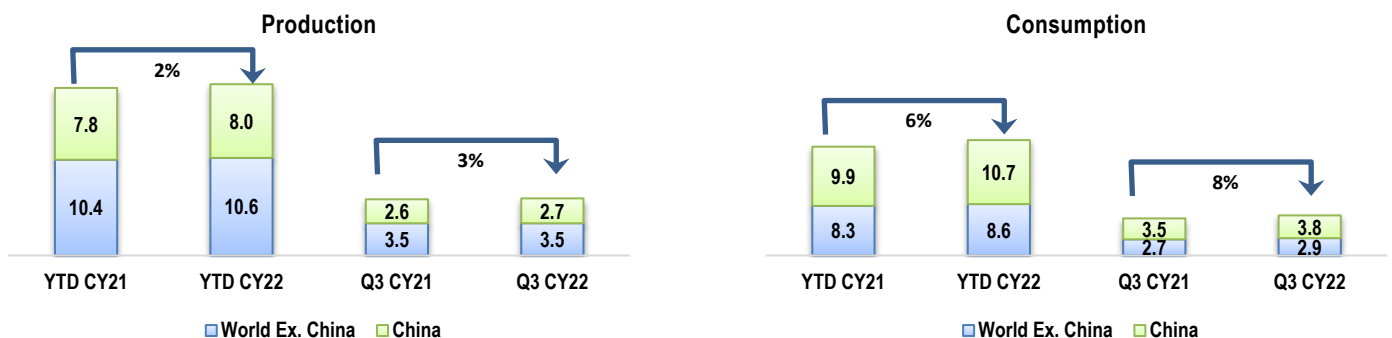 Production
2%
7.8
8.0
10.4
10.6
3%
2.6
2.7
3.5
3.5
YTD CY21
YTD CY22
Q3 CY21
Q3 CY22
World Ex. China
China
Consumption
6%
9.9
10.7
8.3
8.6
8%
3.5
3.8
2.7
2.9
YTD CY21
YTD CY22
Q3 CY21
Q3 CY22
World Ex. China
China